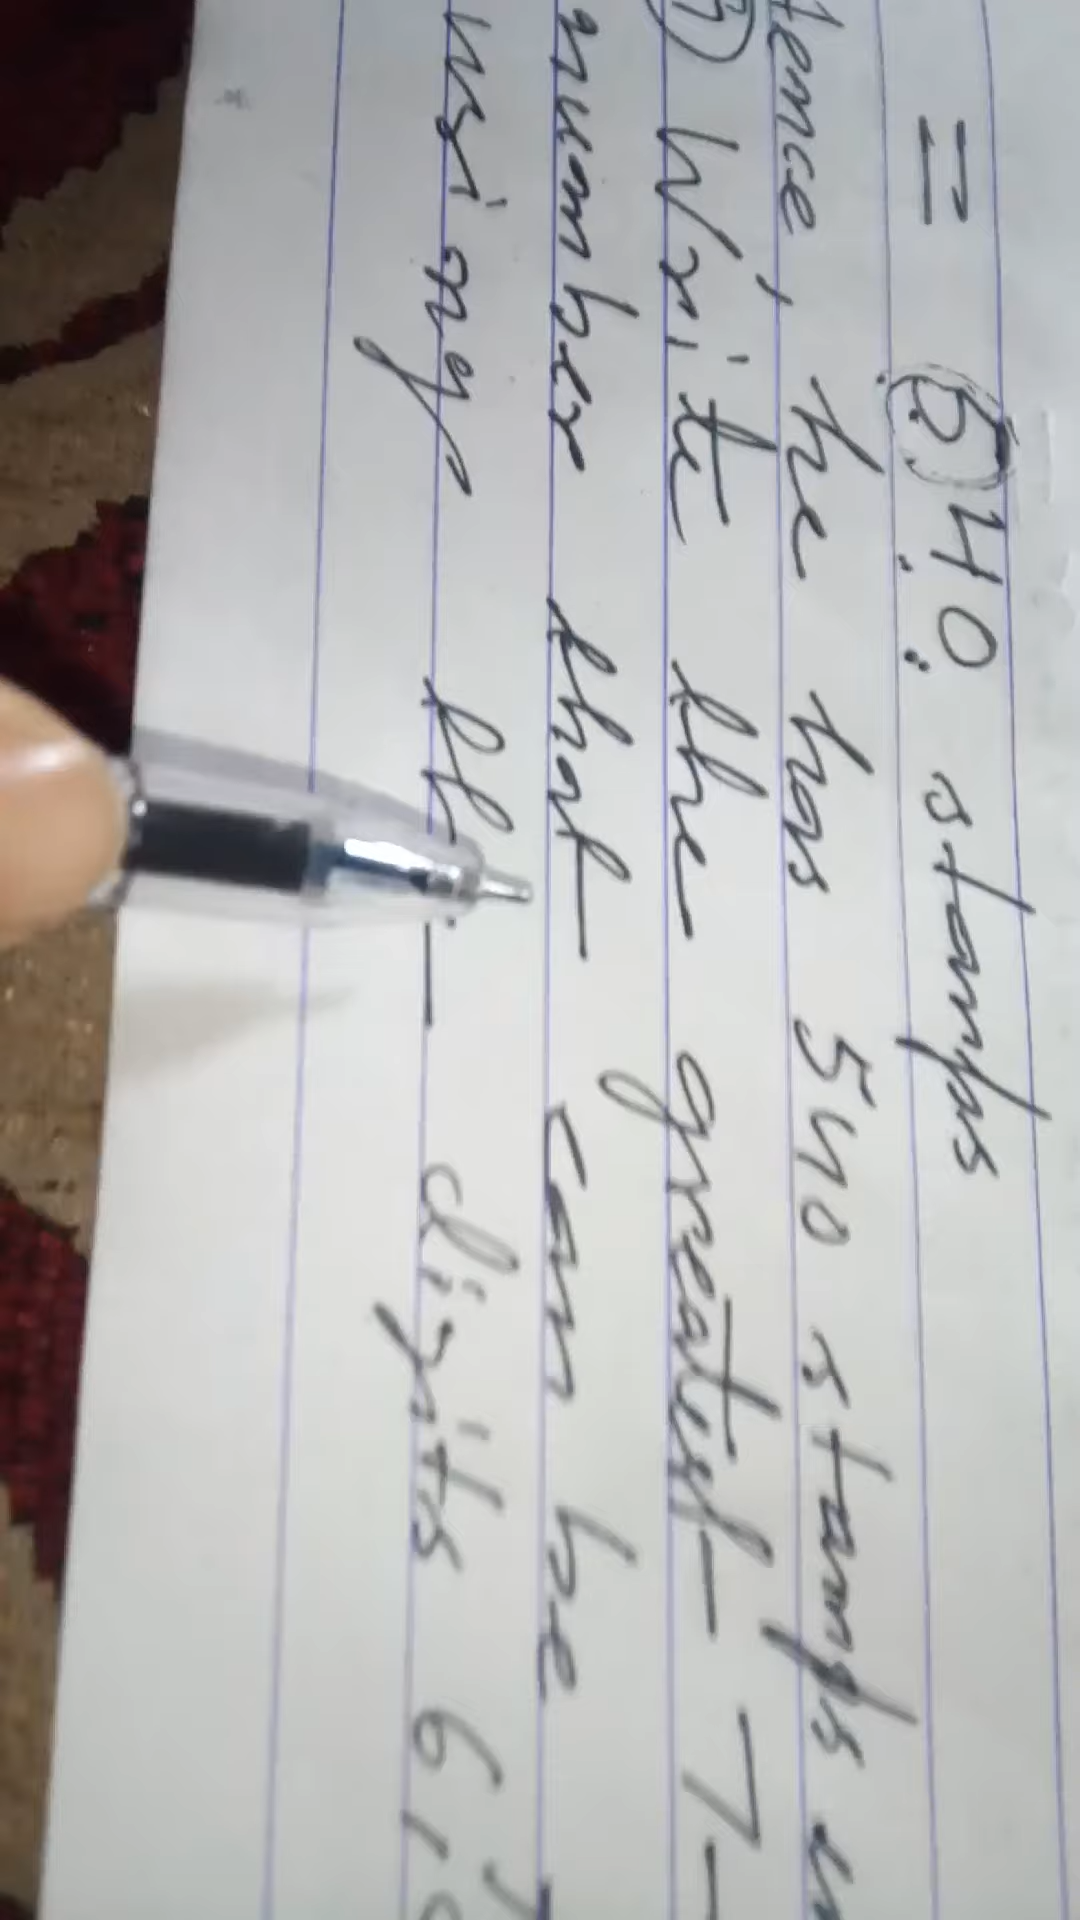 = 540 stamps
Hence, he has 540 stamps
Write the greatest 7-
number that can be
using the digits 6,